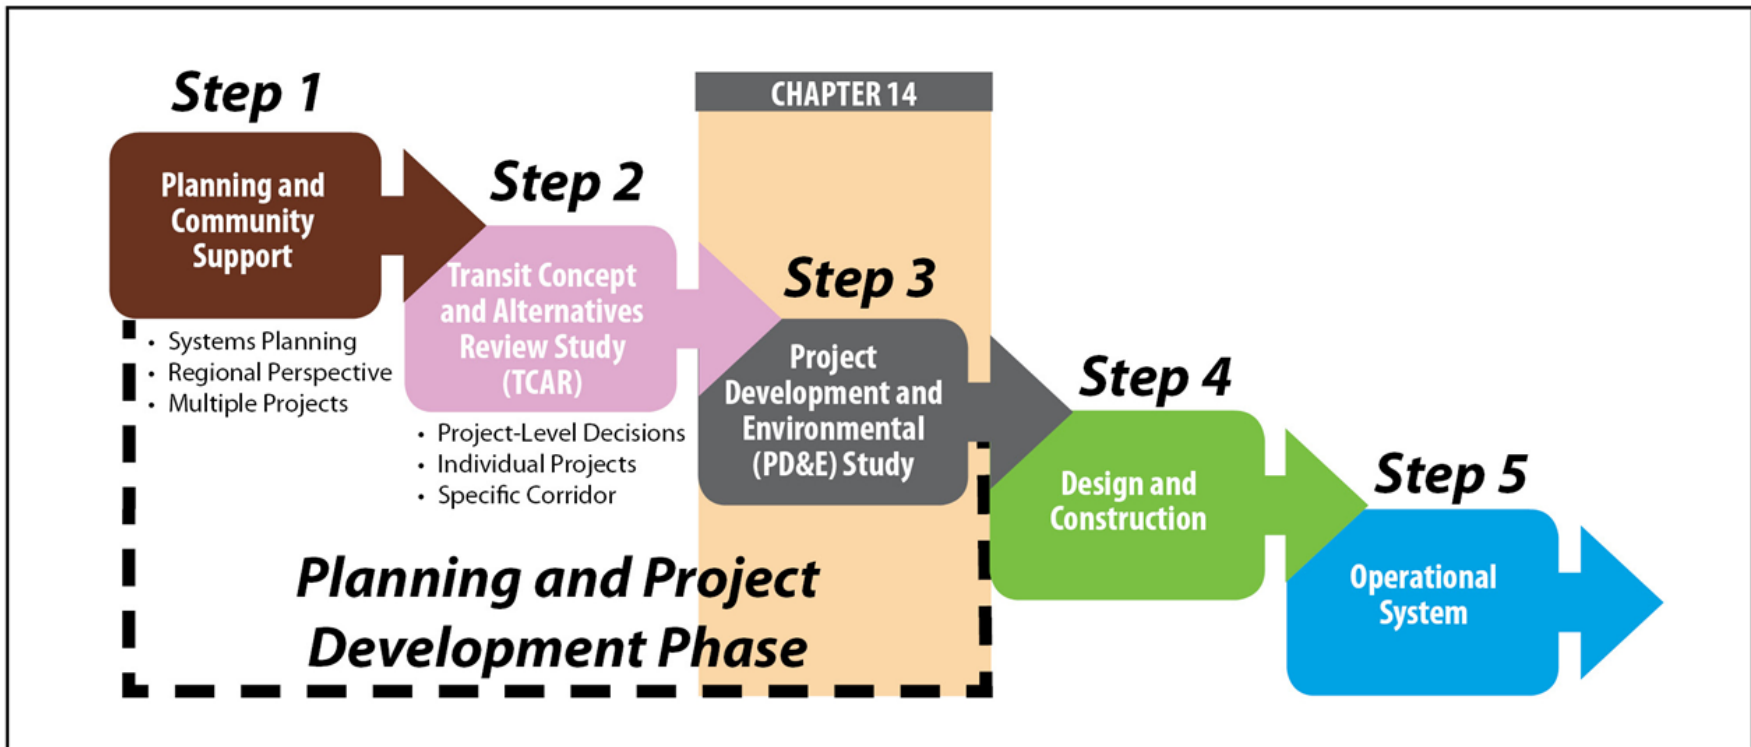 Step 1
Planning and
Community
Support
• Systems Planning
• Regional Perspective
• Multiple Projects
Step 2
Transit Concept
and Alternatives
Review Study
(TCAR)
• Project-Level Decisions
• Individual Projects
• Specific Corridor
CHAPTER 14
Step 3
Project
Development and
Environmental
(PD&E) Study
Step 4
Design and
Construction
Step 5
Operational
System
Planning and Project
Development Phase